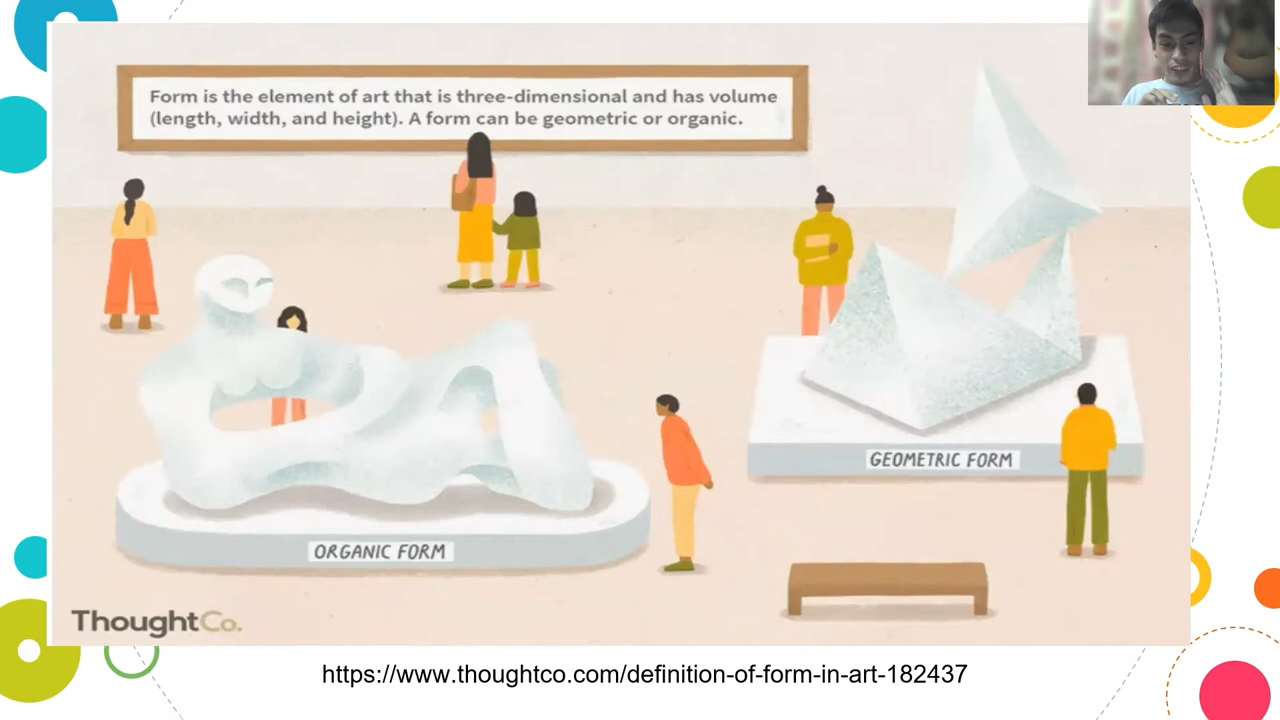 Form is the element of art that is three-dimensional and has volume
(length, width, and height). A form can be geometric or organic.
GEOMETRIC FORM
ORGANIC FORM
ThoughtCo.
https://www.thoughtco.com/definition-of-form-in-art-182437